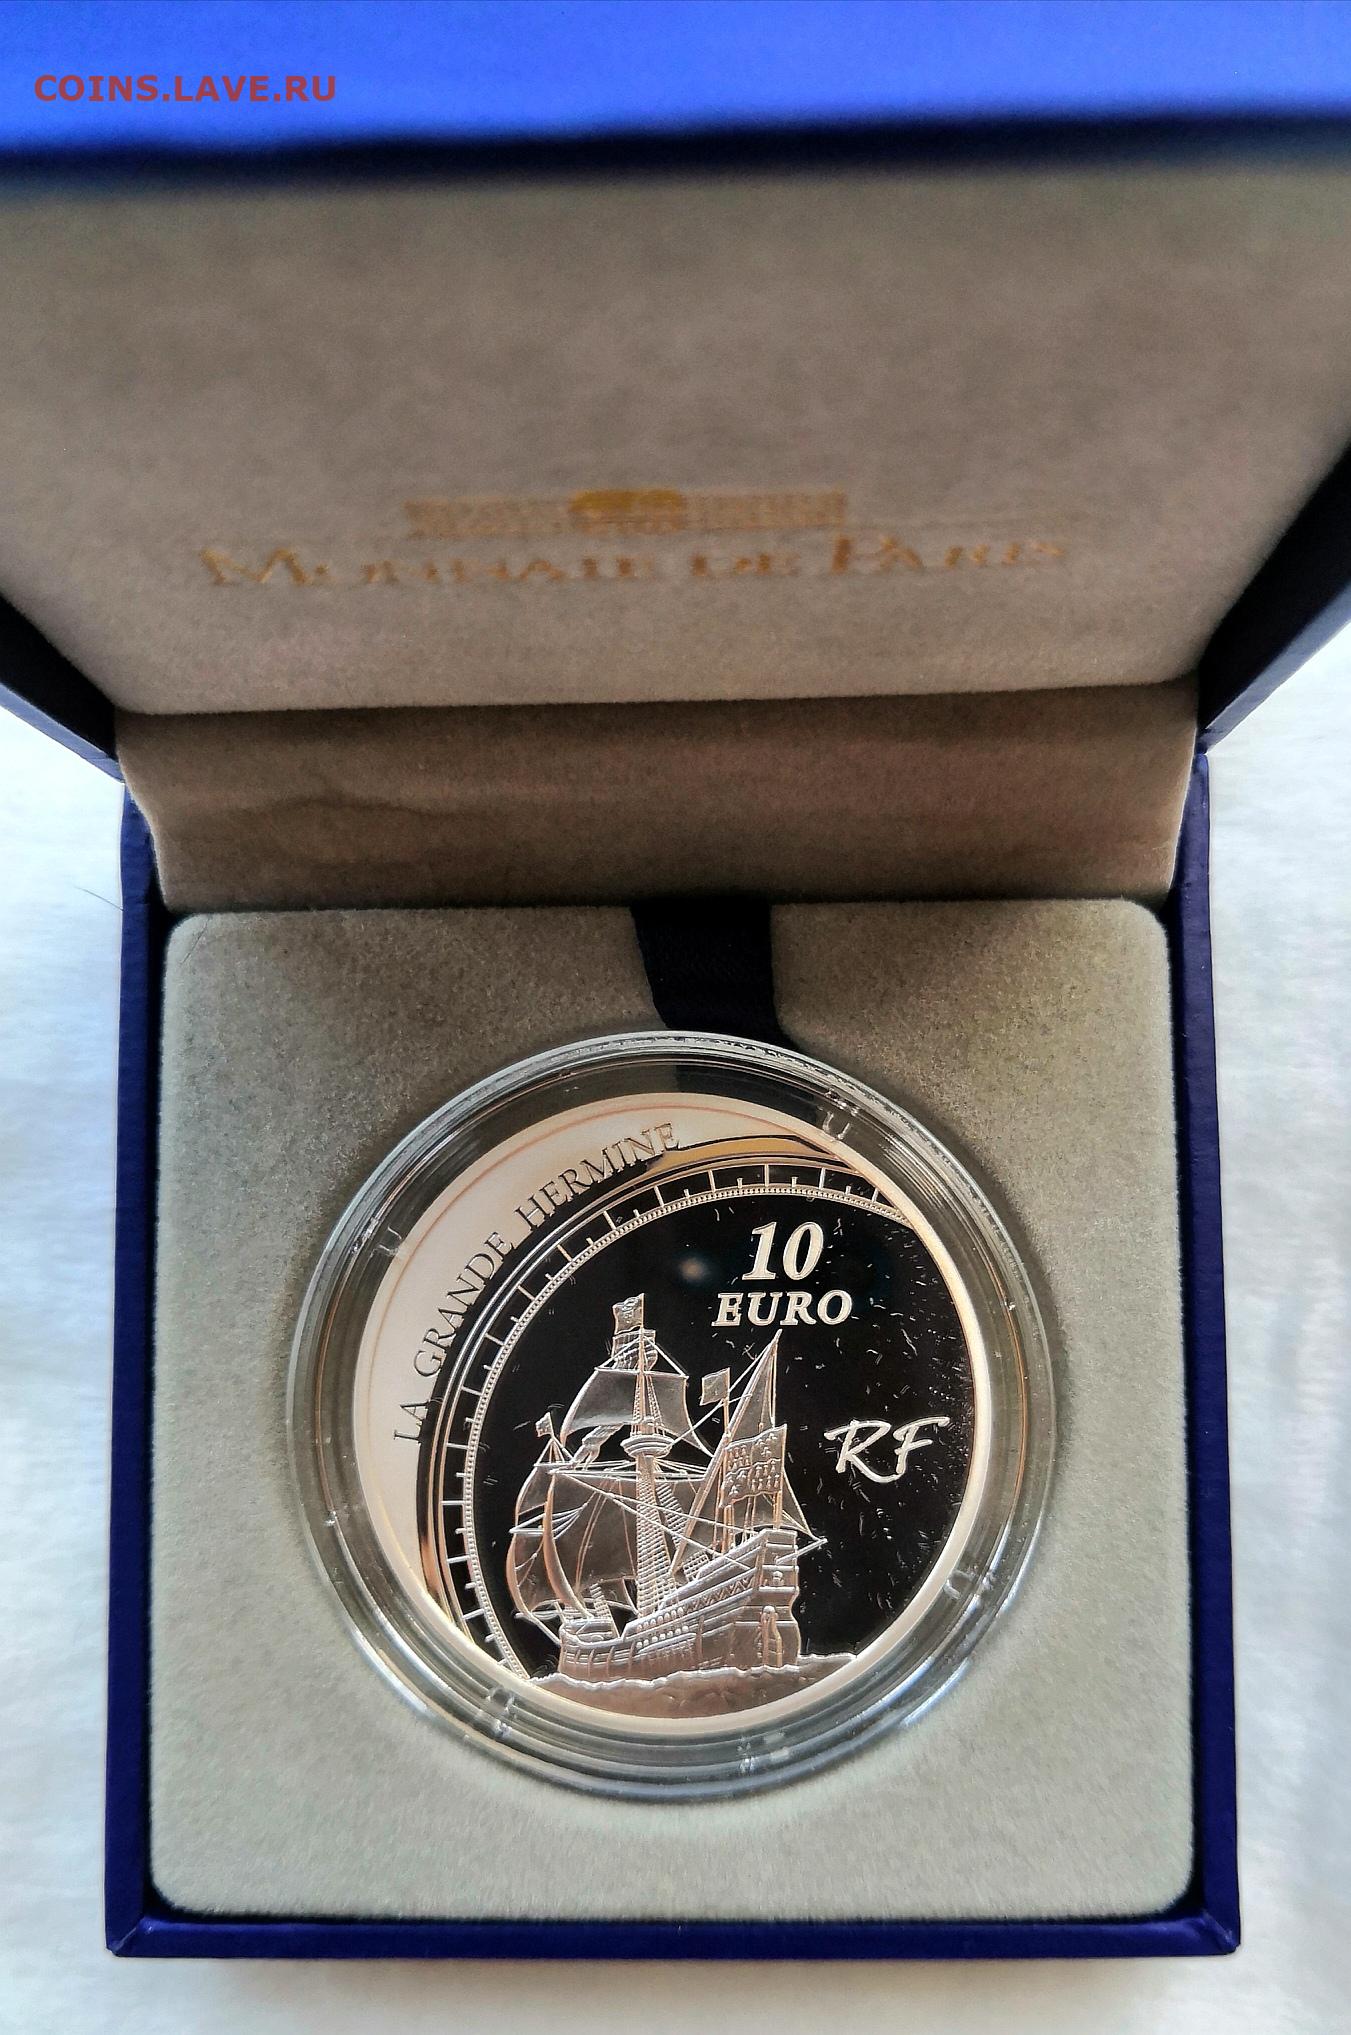 COINS.LAVE.RU
MONNAIE DE PARIS
LA GRANDE HERMINE
10
EURO
RF